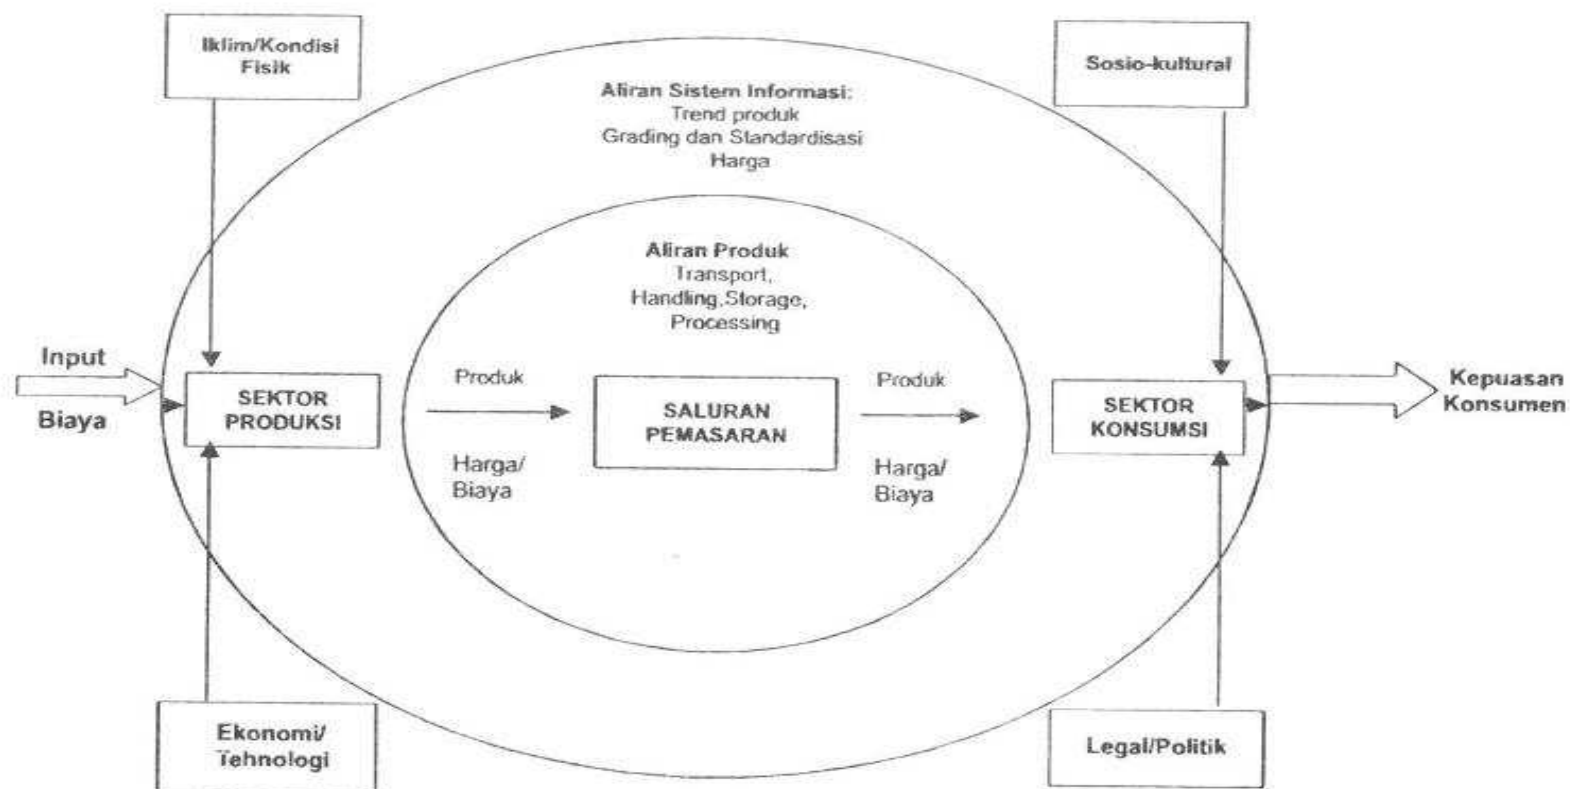 Iklim/Kondisi
Fisik
Sosio-kultural
Aliran Sistem Informasi:
Trend produk
Grading dan Standardisasi
Harga
Aliran Produk
Transport,
Handling,Storage,
Processing
Input
Biaya
SEKTOR
PRODUKSI
Produk
Harga/
Biaya
SALURAN
PEMASARAN
Produk
Harga/
Biaya
SEKTOR
KONSUMSI
Kepuasan
Konsumen
Ekonomi/
Tehnologi
Legal/Politik